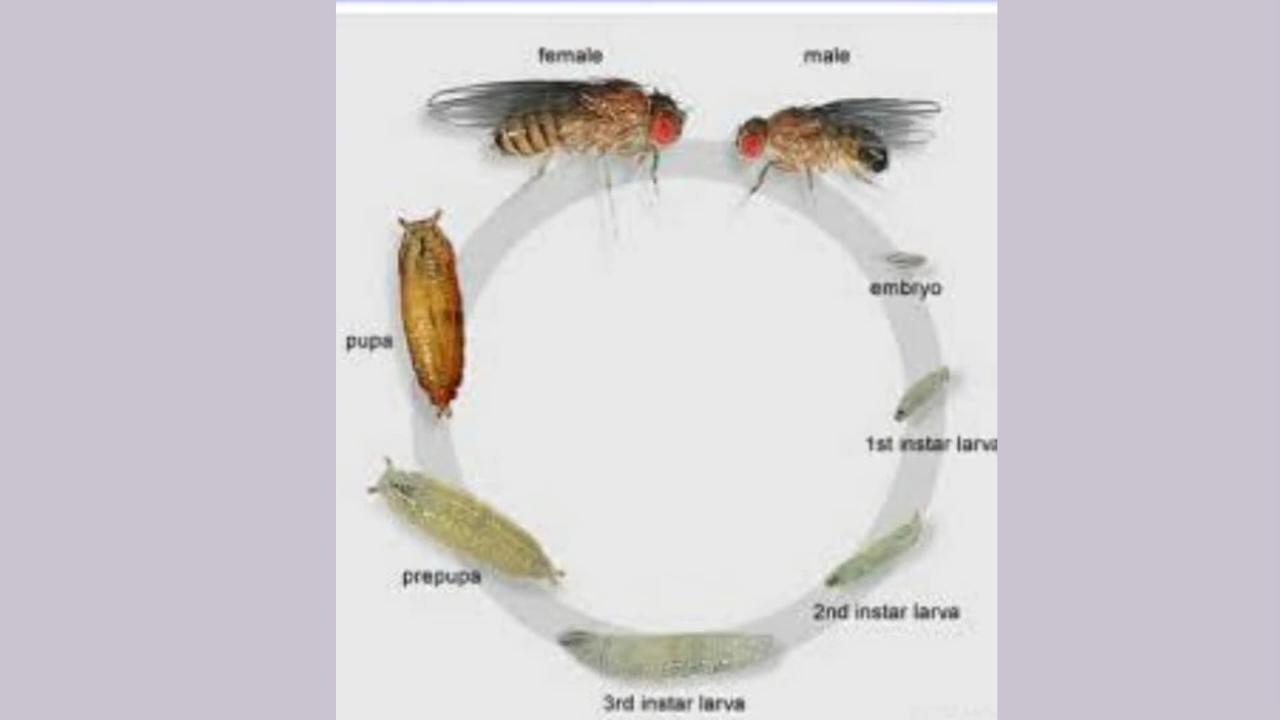 female
male
embryo
pupa
1st instar larva
prepupa
2nd instar larva
3rd instar larva